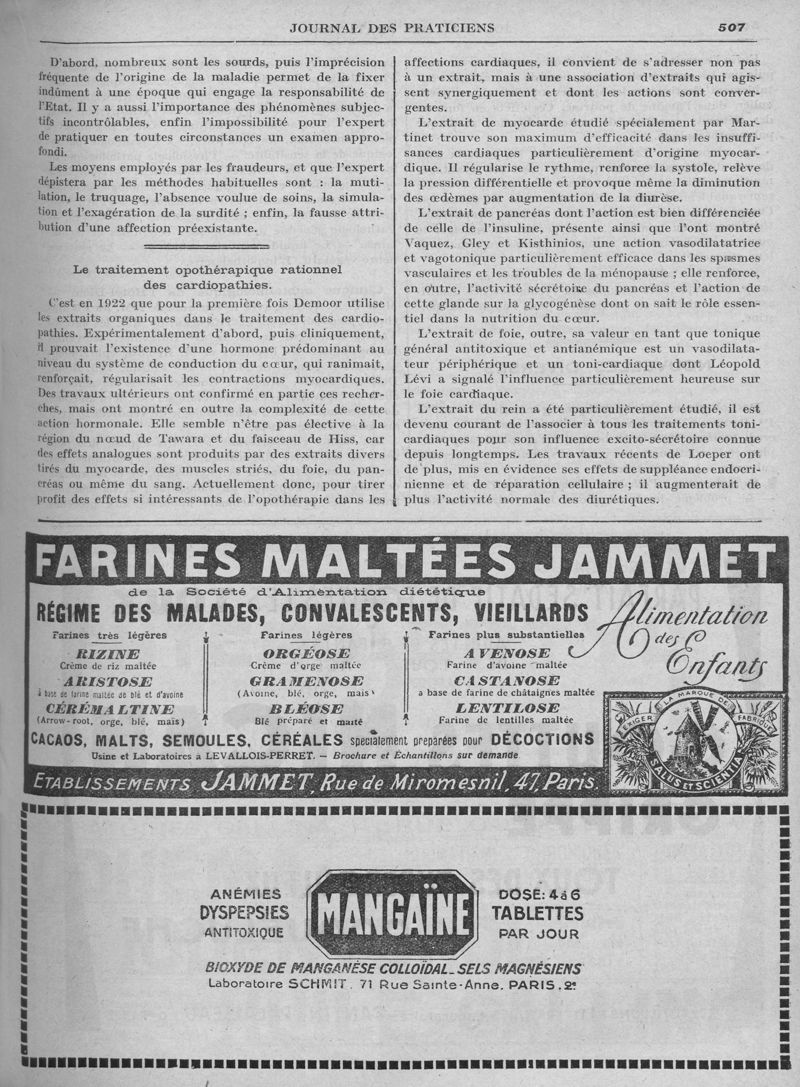 JOURNAL DES PRATICIENS
507
D'abord, nombreux sont les sourds, puis l'imprécision
fréquente de l'origine de la maladie permet de la fixer
indûment à une époque qui engage la responsabilité de
l'Etat. Il y a aussi l'importance des phénomènes subjec-
tifs incontrôlables, enfin l'impossibilité pour l'expert
de pratiquer en toutes circonstances un examen appro-
fondi.
Les moyens employés par les fraudeurs, et que l'expert
dépistera par les méthodes habituelles sont : la muti-
lation, le truquage, l'absence voulue de soins, la simula-
tion et l'exagération de la surdité ; enfin, la fausse attri-
bution d'une affection préexistante.
Le traitement opothérapique rationnel
des cardiopathies.
C'est en 1922 que pour la première fois Demoor utilise
les extraits organiques dans le traitement des cardio-
pathies. Expérimentalement d'abord, puis cliniquement,
il prouvait l'existence d'une hormone prédominant au
niveau du système de conduction du cœur, qui ranimait,
renforçait, régularisait les contractions myocardiques.
Des travaux ultérieurs ont confirmé en partie ces recher-
ches, mais ont montré en outre la complexité de cette
action hormonale. Elle semble n'être pas élective à la
région du nœud de Tawara et du faisceau de Hiss, car
des effets analogues sont produits par des extraits divers
tirés du myocarde, des muscles striés, du foie, du pan-
créas ou même du sang. Actuellement donc, pour tirer
profit des effets si intéressants de l'opothérapie dans les
affections cardiaques, il convient de s'adresser non pas
à un extrait, mais à une association d'extraits qui agis-
sent synergiquement et dont les actions sont conver-
gentes.
L'extrait de myocarde étudié spécialement par Mar-
tinet trouve son maximum d'efficacité dans les insuffi-
sances cardiaques particulièrement d'origine myocar-
dique. Il régularise le rythme, renforce la systole, relève
la pression différentielle et provoque même la diminution
des œdèmes par augmentation de la diurèse.
L'extrait de pancréas dont l'action est bien différenciée
de celle de l'insuline, présente ainsi que l'ont montré
Vaquez, Gley et Kisthinios, une action vasodilatatrice
et vagotonique particulièrement efficace dans les spasmes
vasculaires et les troubles de la ménopause ; elle renforce,
en outre, l'activité sécrétoire du pancréas et l'action de
cette glande sur la glycogénèse dont on sait le rôle essen-
tiel dans la nutrition du cœur.
L'extrait de foie, outre, sa valeur en tant que tonique
général antitoxique et antianémique est un vasodilata-
teur périphérique et un toni-cardiaque dont Léopold
Lévi a signalé l'influence particulièrement heureuse sur
le foie cardiaque.
L'extrait du rein a été particulièrement étudié, il est
devenu courant de l'associer à tous les traitements toni-
cardiaques pour son influence excito-sécrétoire connue
depuis longtemps. Les travaux récents de Loeper ont
de plus, mis en évidence ses effets de suppléance endocri-
nienne et de réparation cellulaire ; il augmenterait de
plus l'activité normale des diurétiques.
FARINES MALTÉES JAMMET
de la Société d'Alimentation diététique
RÉGIME DES MALADES, CONVALESCENTS, VIEILLARDS
Alimentation
des
Enfants
Farines très légères
RIZINE
Crème de riz maltée
ARISTOSE
à base de farine maltée de blé et d'avoine
CÉRÉMALTINE
(Arrow-root, orge, blé, maïs)
Farines légères
ORGÉOSE
Crème d'orge maltée
GRAMENOSE
(Avoine, blé, orge, maïs)
BLÉOSE
Blé préparé et malté
Farines plus substantielles
AVENOSE
Farine d'avoine maltée
CASTANOSE
a base de farine de châtaignes maltée
LENTILOSE
Farine de lentilles maltée
CACAOS, MALTS, SEMOULES, CÉRÉALES spécialement préparées pour DÉCOCTIONS
Usine et Laboratoires à LEVALLOIS-PERRET. — Brochure et Échantillons sur demande
EXIGER LA MARQUE DE FABRIQUE
SALUS ET SCIENTIA
ÉTABLISSEMENTS JAMMET, Rue de Miromesnil, 47, Paris.
ANÉMIES
DYSPEPSIES
ANTITOXIQUE
MANGAÏNE
DOSE: 4 à 6
TABLETTES
PAR JOUR
BIOXYDE DE MANGANÈSE COLLOÏDAL_SELS MAGNÉSIENS
Laboratoire SCHMIT. 71 Rue Sainte-Anne. PARIS. 2e